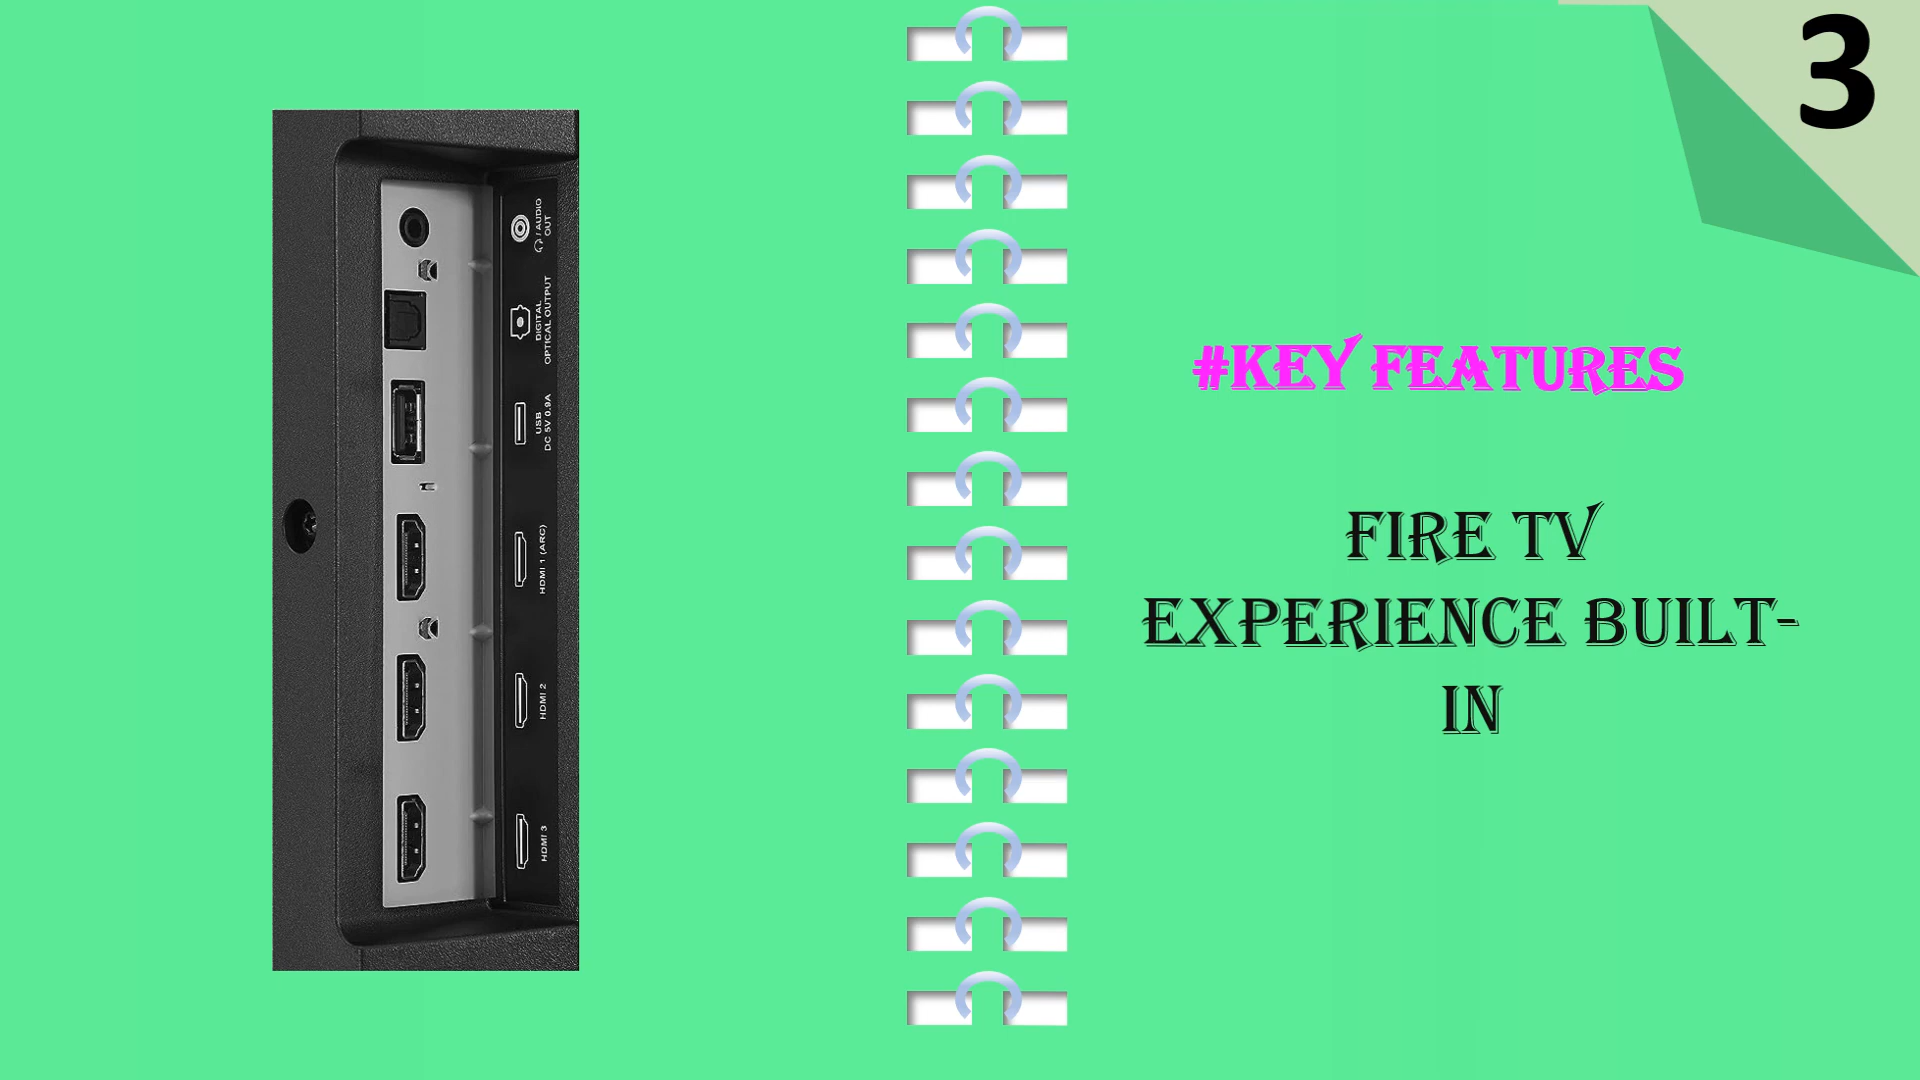 3
/ AUDIO
OUT
DIGITAL
OPTICAL OUTPUT
USB
DC 5V 0.9A
HDMI 1 (ARC)
HDMI 2
HDMI 3
#KEY FEATURES
FIRE TV
EXPERIENCE BUILT-
IN